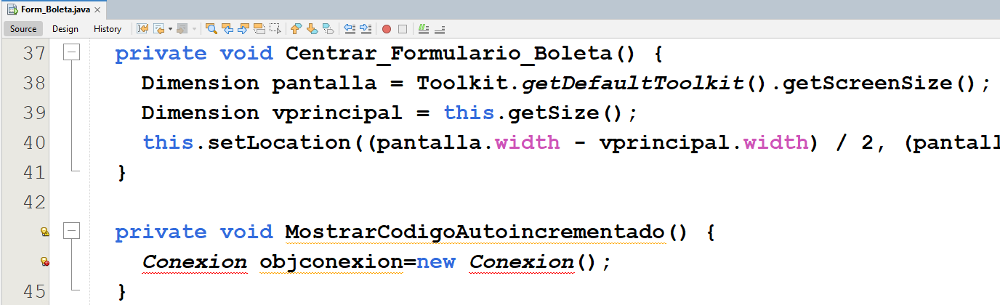 Form_Boleta.java ×
Source Design History
37 private void Centrar_Formulario_Boleta() {
38 Dimension pantalla = Toolkit.getDefaultToolkit().getScreenSize();
39 Dimension vprincipal = this.getSize();
40 this.setLocation((pantalla.width - vprincipal.width) / 2, (pantall
41 }
42
private void MostrarCodigoAutoincrementado() {
Conexion objconexion=new Conexion();
45 }